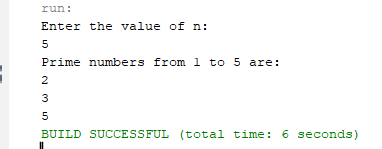 run:
Enter the value of n:
5
Prime numbers from 1 to 5 are:
2
3
5
BUILD SUCCESSFUL (total time: 6 seconds)